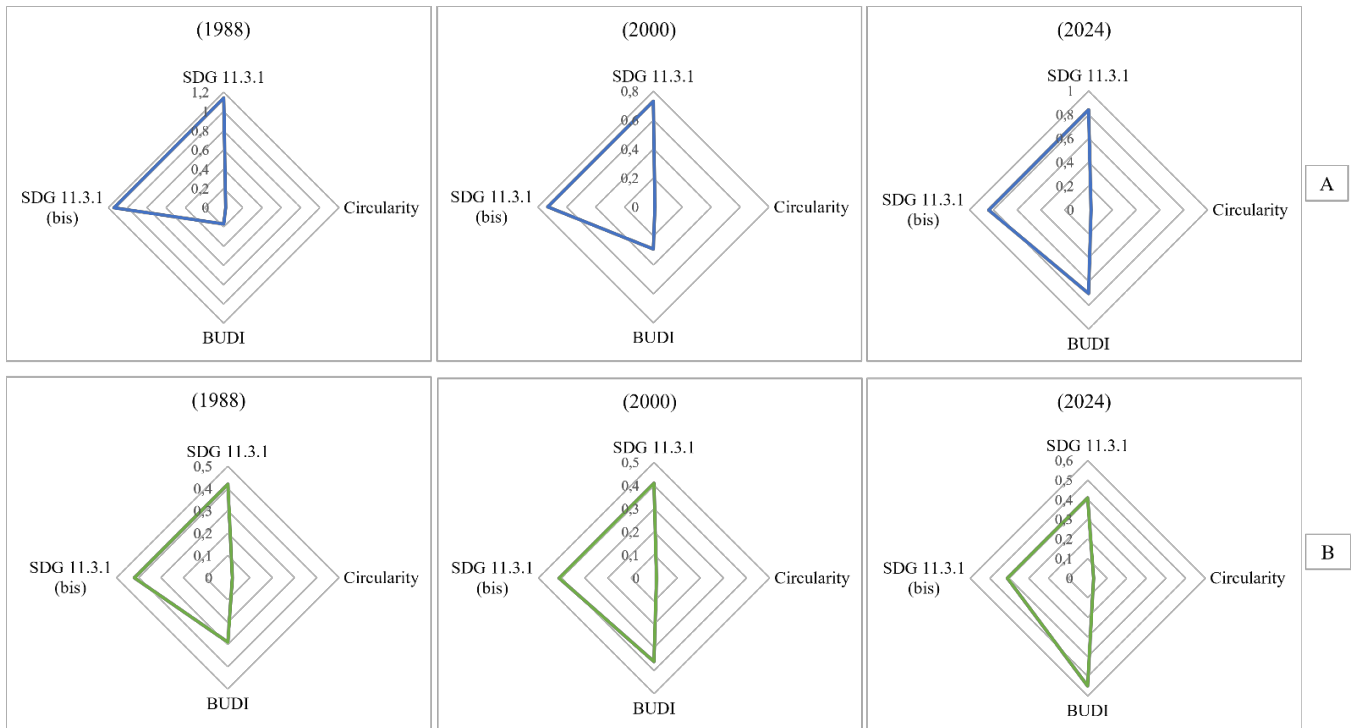 (1988)
SDG 11.3.1
1,2
1
0,8
0,6
0,4
0,2
0
SDG 11.3.1
(bis)
Circularity
BUDI
(2000)
SDG 11.3.1
0,8
0,6
0,4
0,2
0
SDG 11.3.1
(bis)
Circularity
BUDI
(2024)
SDG 11.3.1
1
0,8
0,6
0,4
0,2
0
SDG 11.3.1
(bis)
Circularity
BUDI
A
(1988)
SDG 11.3.1
0,5
0,4
0,3
0,2
0,1
0
SDG 11.3.1
(bis)
Circularity
BUDI
(2000)
SDG 11.3.1
0,5
0,4
0,3
0,2
0,1
0
SDG 11.3.1
(bis)
Circularity
BUDI
(2024)
SDG 11.3.1
0,6
0,5
0,4
0,3
0,2
0,1
0
SDG 11.3.1
(bis)
Circularity
BUDI
B